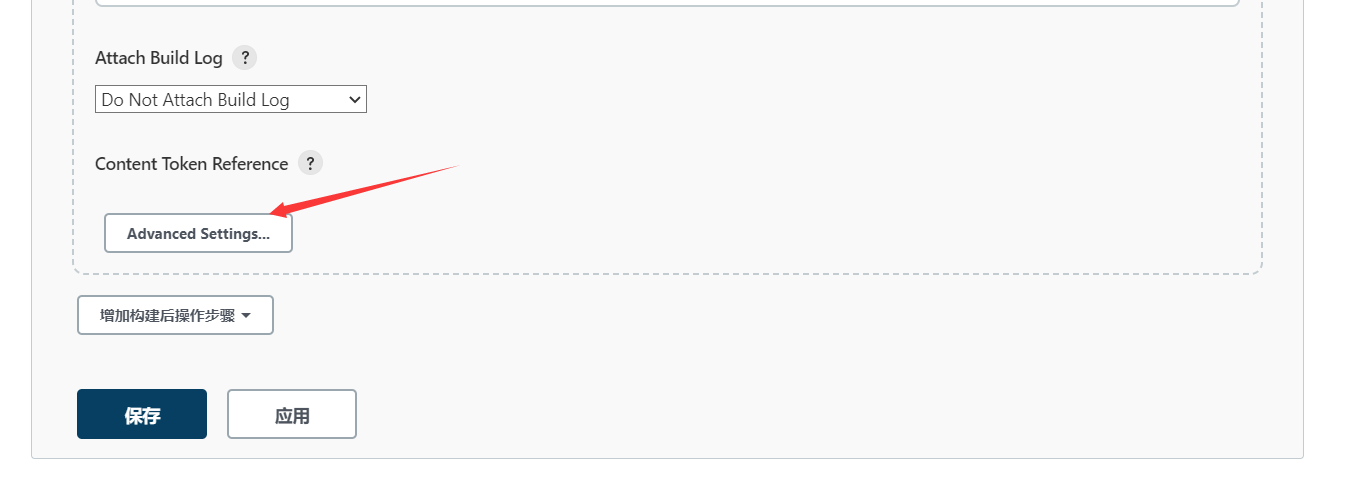 Attach Build Log ?
Do Not Attach Build Log
Content Token Reference ?
Advanced Settings...
增加构建后操作步骤
保存 应用